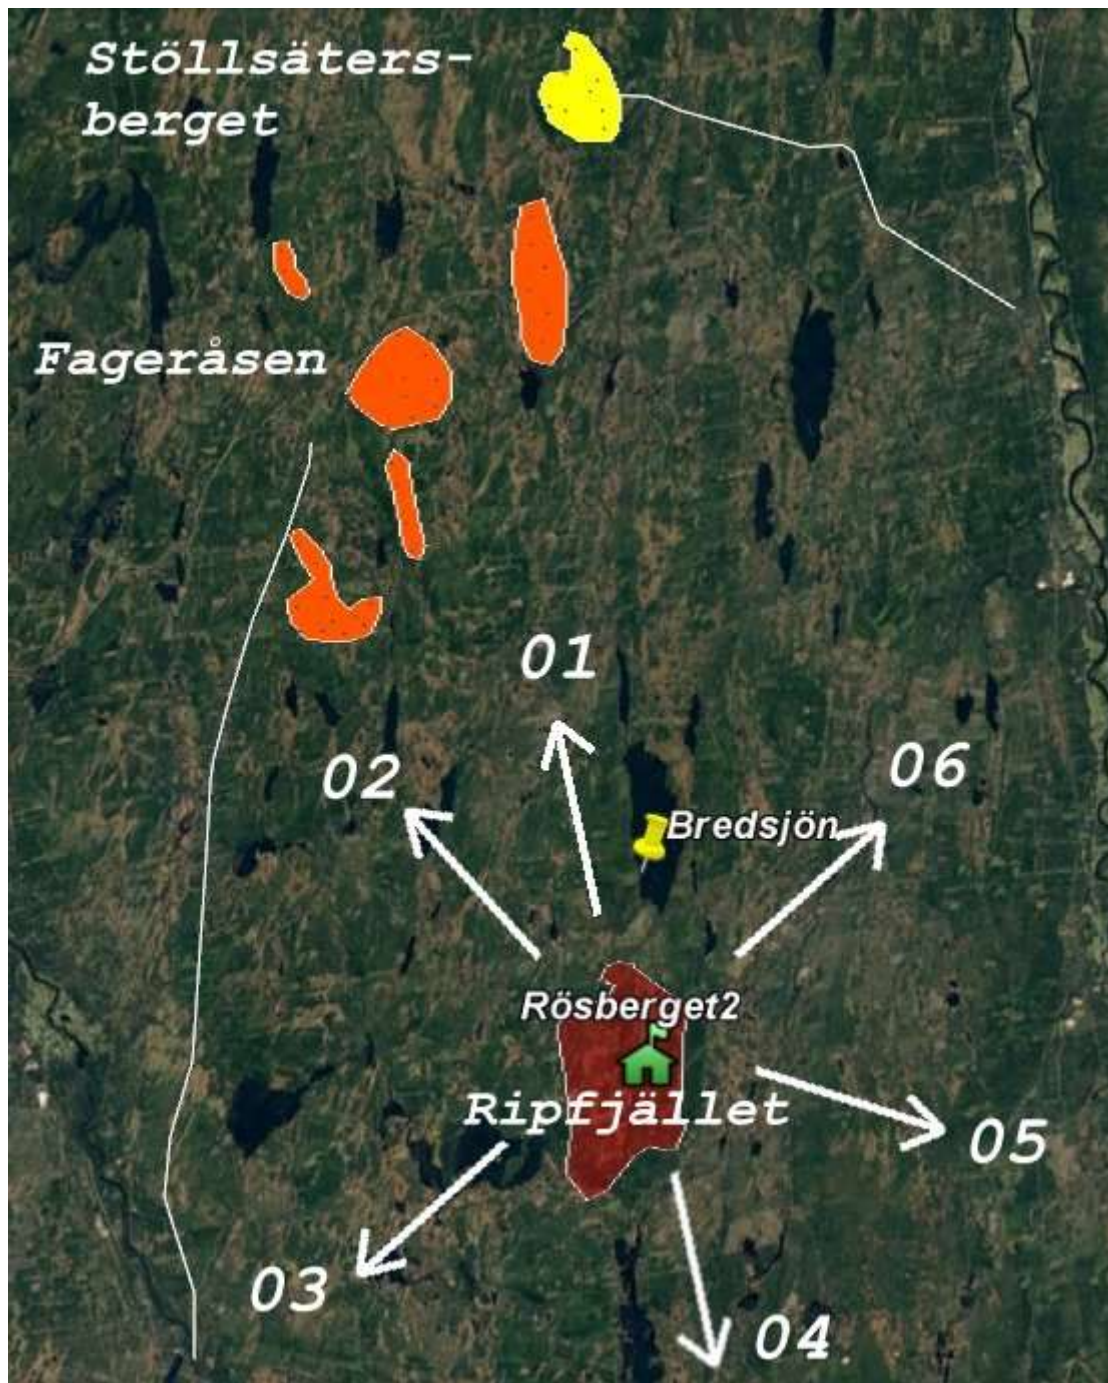 Stöllsäters-
berget
Fageråsen
01
02
06
Bredsjön
Rösberget2
Ripfjället
05
03
04